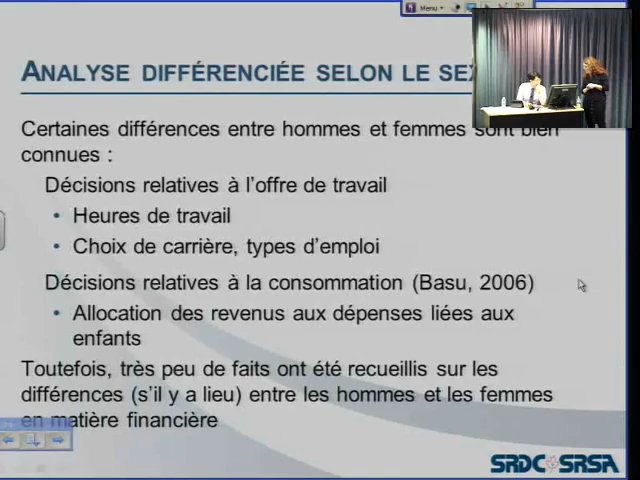 Menu
ANALYSE DIFFÉRENCIÉE SELON LE
Certaines différences entre hommes et femmes sont bien
connues :
Décisions relatives à l'offre de travail
• Heures de travail
• Choix de carrière, types d'emploi
Décisions relatives à la consommation (Basu, 2006)
• Allocation des revenus aux dépenses liées aux
enfants
Toutefois, très peu de faits ont été recueillis sur les
différences (s'il y a lieu) entre les hommes et les femmes
en matière financière
SRDC SRSA